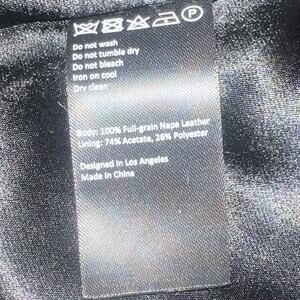 P
Do not wash
Do not tumble dry
Do not bleach
Iron on cool
Dry clean
Body: 100% Full-grain Napa Leather
Lining: 74% Acetate, 26% Polyester
Designed In Los Angeles
Made In China